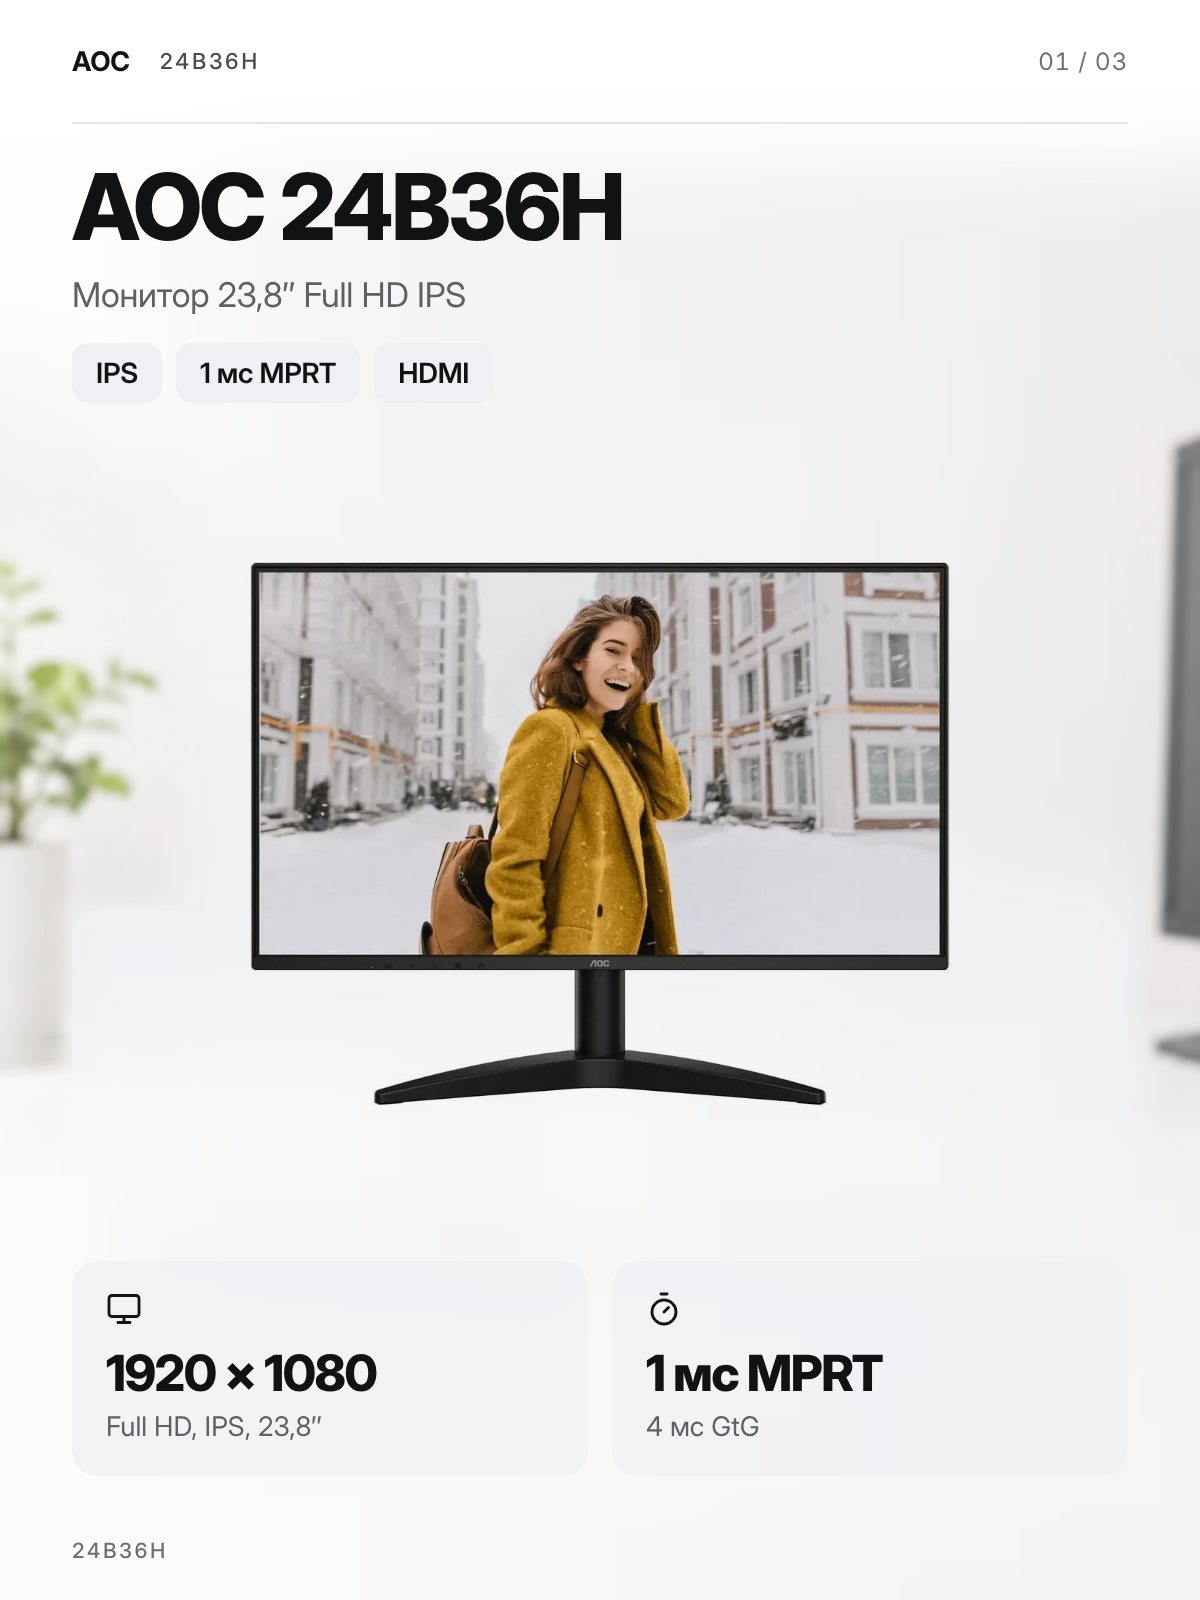 AOC 24B36H 01 / 03
AOC 24B36H
Монитор 23,8″ Full HD IPS
IPS 1 мс MPRT HDMI
AOC
1920 × 1080
Full HD, IPS, 23,8″
1 мс MPRT
4 мс GtG
24B36H